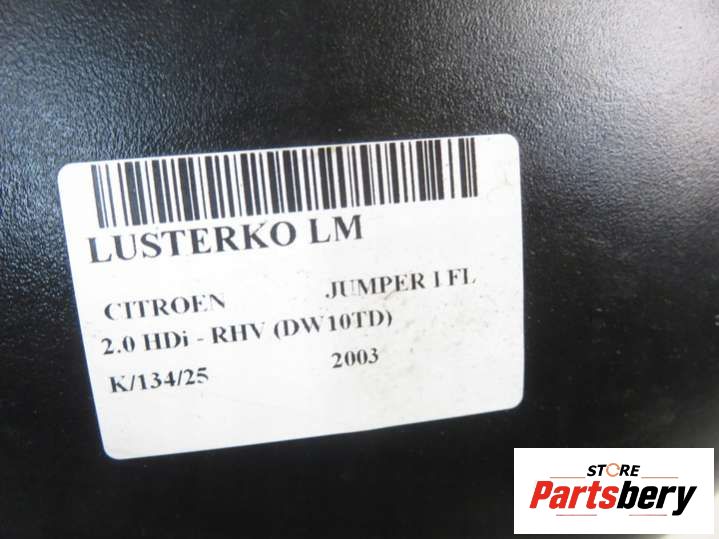 LUSTERKO LM
CITROEN JUMPER I FL
2.0 HDi - RHV (DW10TD)
K/134/25 2003
STORE
Partsbery